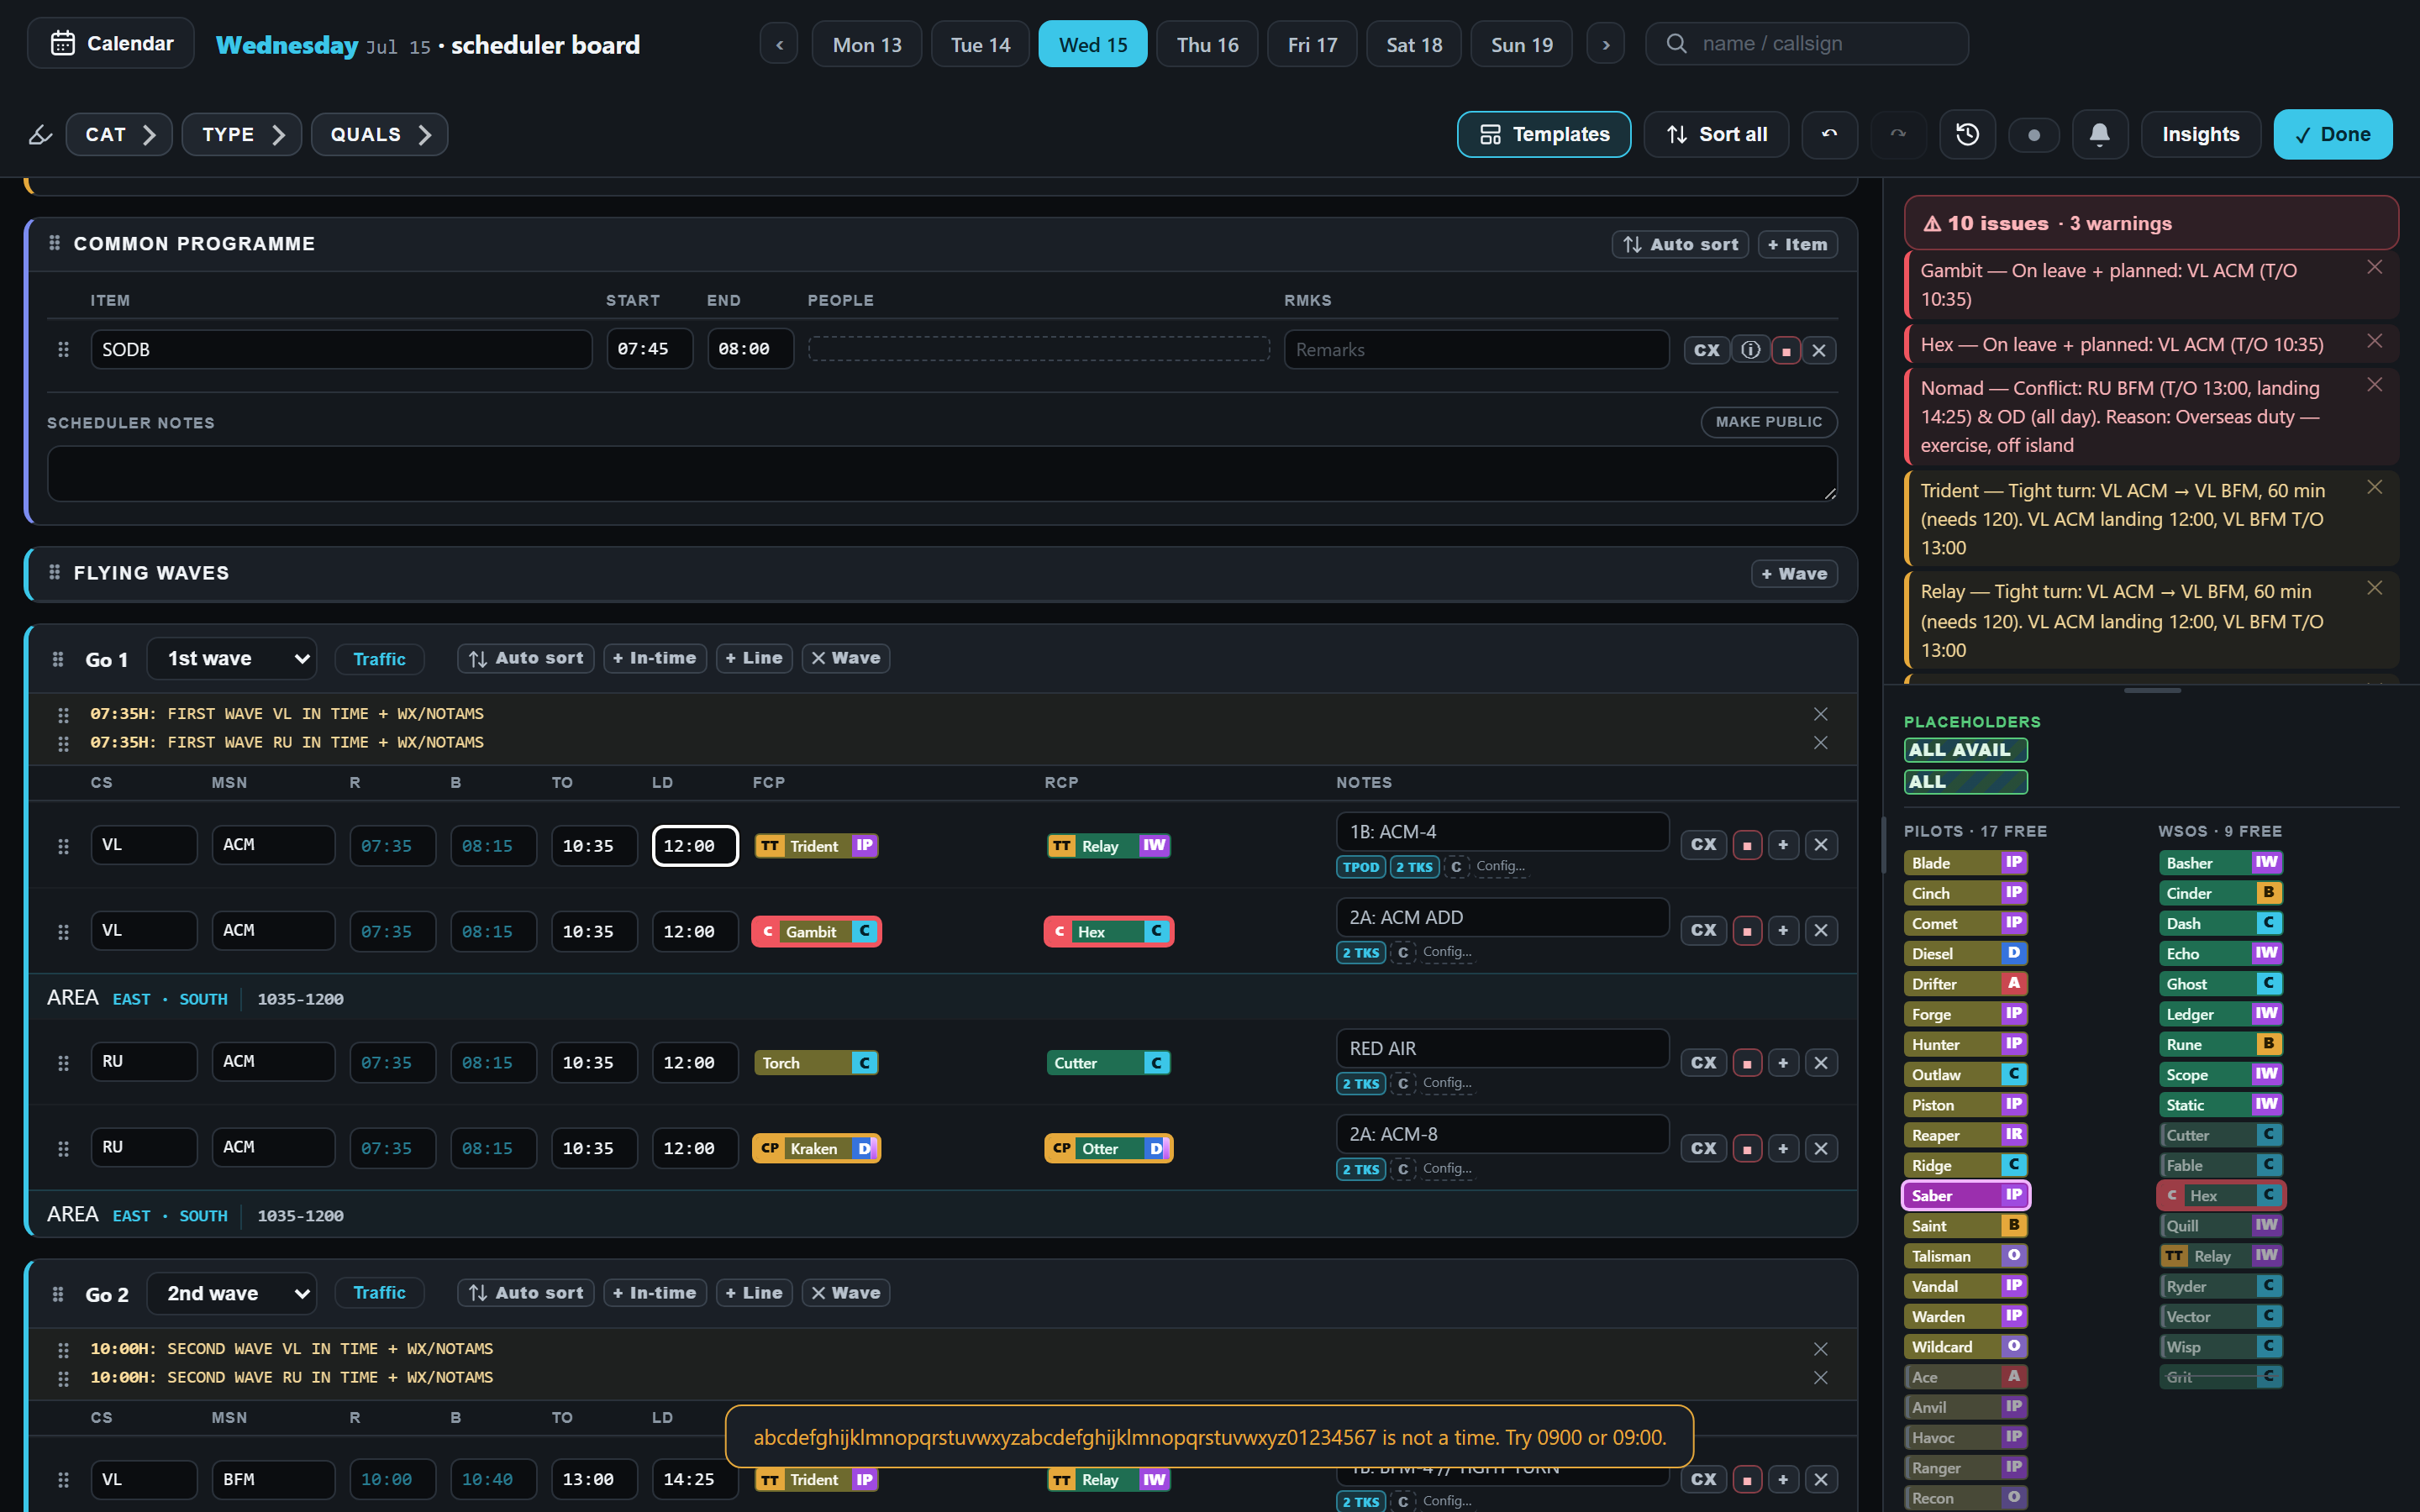 Calendar
Wednesday Jul 15 · scheduler board
‹ Mon 13 Tue 14 Wed 15 Thu 16 Fri 17 Sat 18 Sun 19 ›
name / callsign
CAT TYPE QUALS
Templates Sort all Insights ✓ Done
COMMON PROGRAMME
Auto sort + Item
ITEM START END PEOPLE RMKS
SODB 07:45 08:00 Remarks CX
SCHEDULER NOTES
MAKE PUBLIC
FLYING WAVES
+ Wave
Go 1 1st wave Traffic Auto sort + In-time + Line × Wave
07:35H: FIRST WAVE VL IN TIME + WX/NOTAMS
07:35H: FIRST WAVE RU IN TIME + WX/NOTAMS
CS MSN R B TO LD FCP RCP NOTES
VL ACM 07:35 08:15 10:35 12:00 TT Trident IP TT Relay IW 1B: ACM-4 CX
TPOD 2 TKS C Config...
VL ACM 07:35 08:15 10:35 12:00 C Gambit C C Hex C 2A: ACM ADD CX
2 TKS C Config...
AREA EAST · SOUTH 1035-1200
RU ACM 07:35 08:15 10:35 12:00 Torch C Cutter C RED AIR CX
2 TKS C Config...
RU ACM 07:35 08:15 10:35 12:00 CP Kraken D CP Otter D 2A: ACM-8 CX
2 TKS C Config...
AREA EAST · SOUTH 1035-1200
Go 2 2nd wave Traffic Auto sort + In-time + Line × Wave
10:00H: SECOND WAVE VL IN TIME + WX/NOTAMS
10:00H: SECOND WAVE RU IN TIME + WX/NOTAMS
CS MSN R B TO LD
abcdefghijklmnopqrstuvwxyzabcdefghijklmnopqrstuvwxyz01234567 is not a time. Try 0900 or 09:00.
VL BFM 10:00 10:40 13:00 14:25 TT Trident IP TT Relay IW 1B: BFM-4 // TIGHT TURN CX
2 TKS C Config...
10 issues · 3 warnings
Gambit — On leave + planned: VL ACM (T/O
10:35)
Hex — On leave + planned: VL ACM (T/O 10:35)
Nomad — Conflict: RU BFM (T/O 13:00, landing
14:25) & OD (all day). Reason: Overseas duty —
exercise, off island
Trident — Tight turn: VL ACM → VL BFM, 60 min
(needs 120). VL ACM landing 12:00, VL BFM T/O
13:00
Relay — Tight turn: VL ACM → VL BFM, 60 min
(needs 120). VL ACM landing 12:00, VL BFM T/O
13:00
PLACEHOLDERS
ALL AVAIL
ALL
PILOTS · 17 FREE
Blade IP
Cinch IP
Comet IP
Diesel D
Drifter A
Forge IP
Hunter IP
Outlaw C
Piston IP
Reaper IR
Ridge C
Saber IP
Saint B
Talisman O
Vandal IP
Warden IP
Wildcard O
Ace A
Anvil IP
Havoc IP
Ranger IP
Recon O
WSOS · 9 FREE
Basher IW
Cinder B
Dash C
Echo IW
Ghost C
Ledger IW
Rune B
Scope IW
Static IW
Cutter C
Fable C
C Hex C
Quill IW
TT Relay IW
Ryder C
Vector C
Wisp C
Grit C